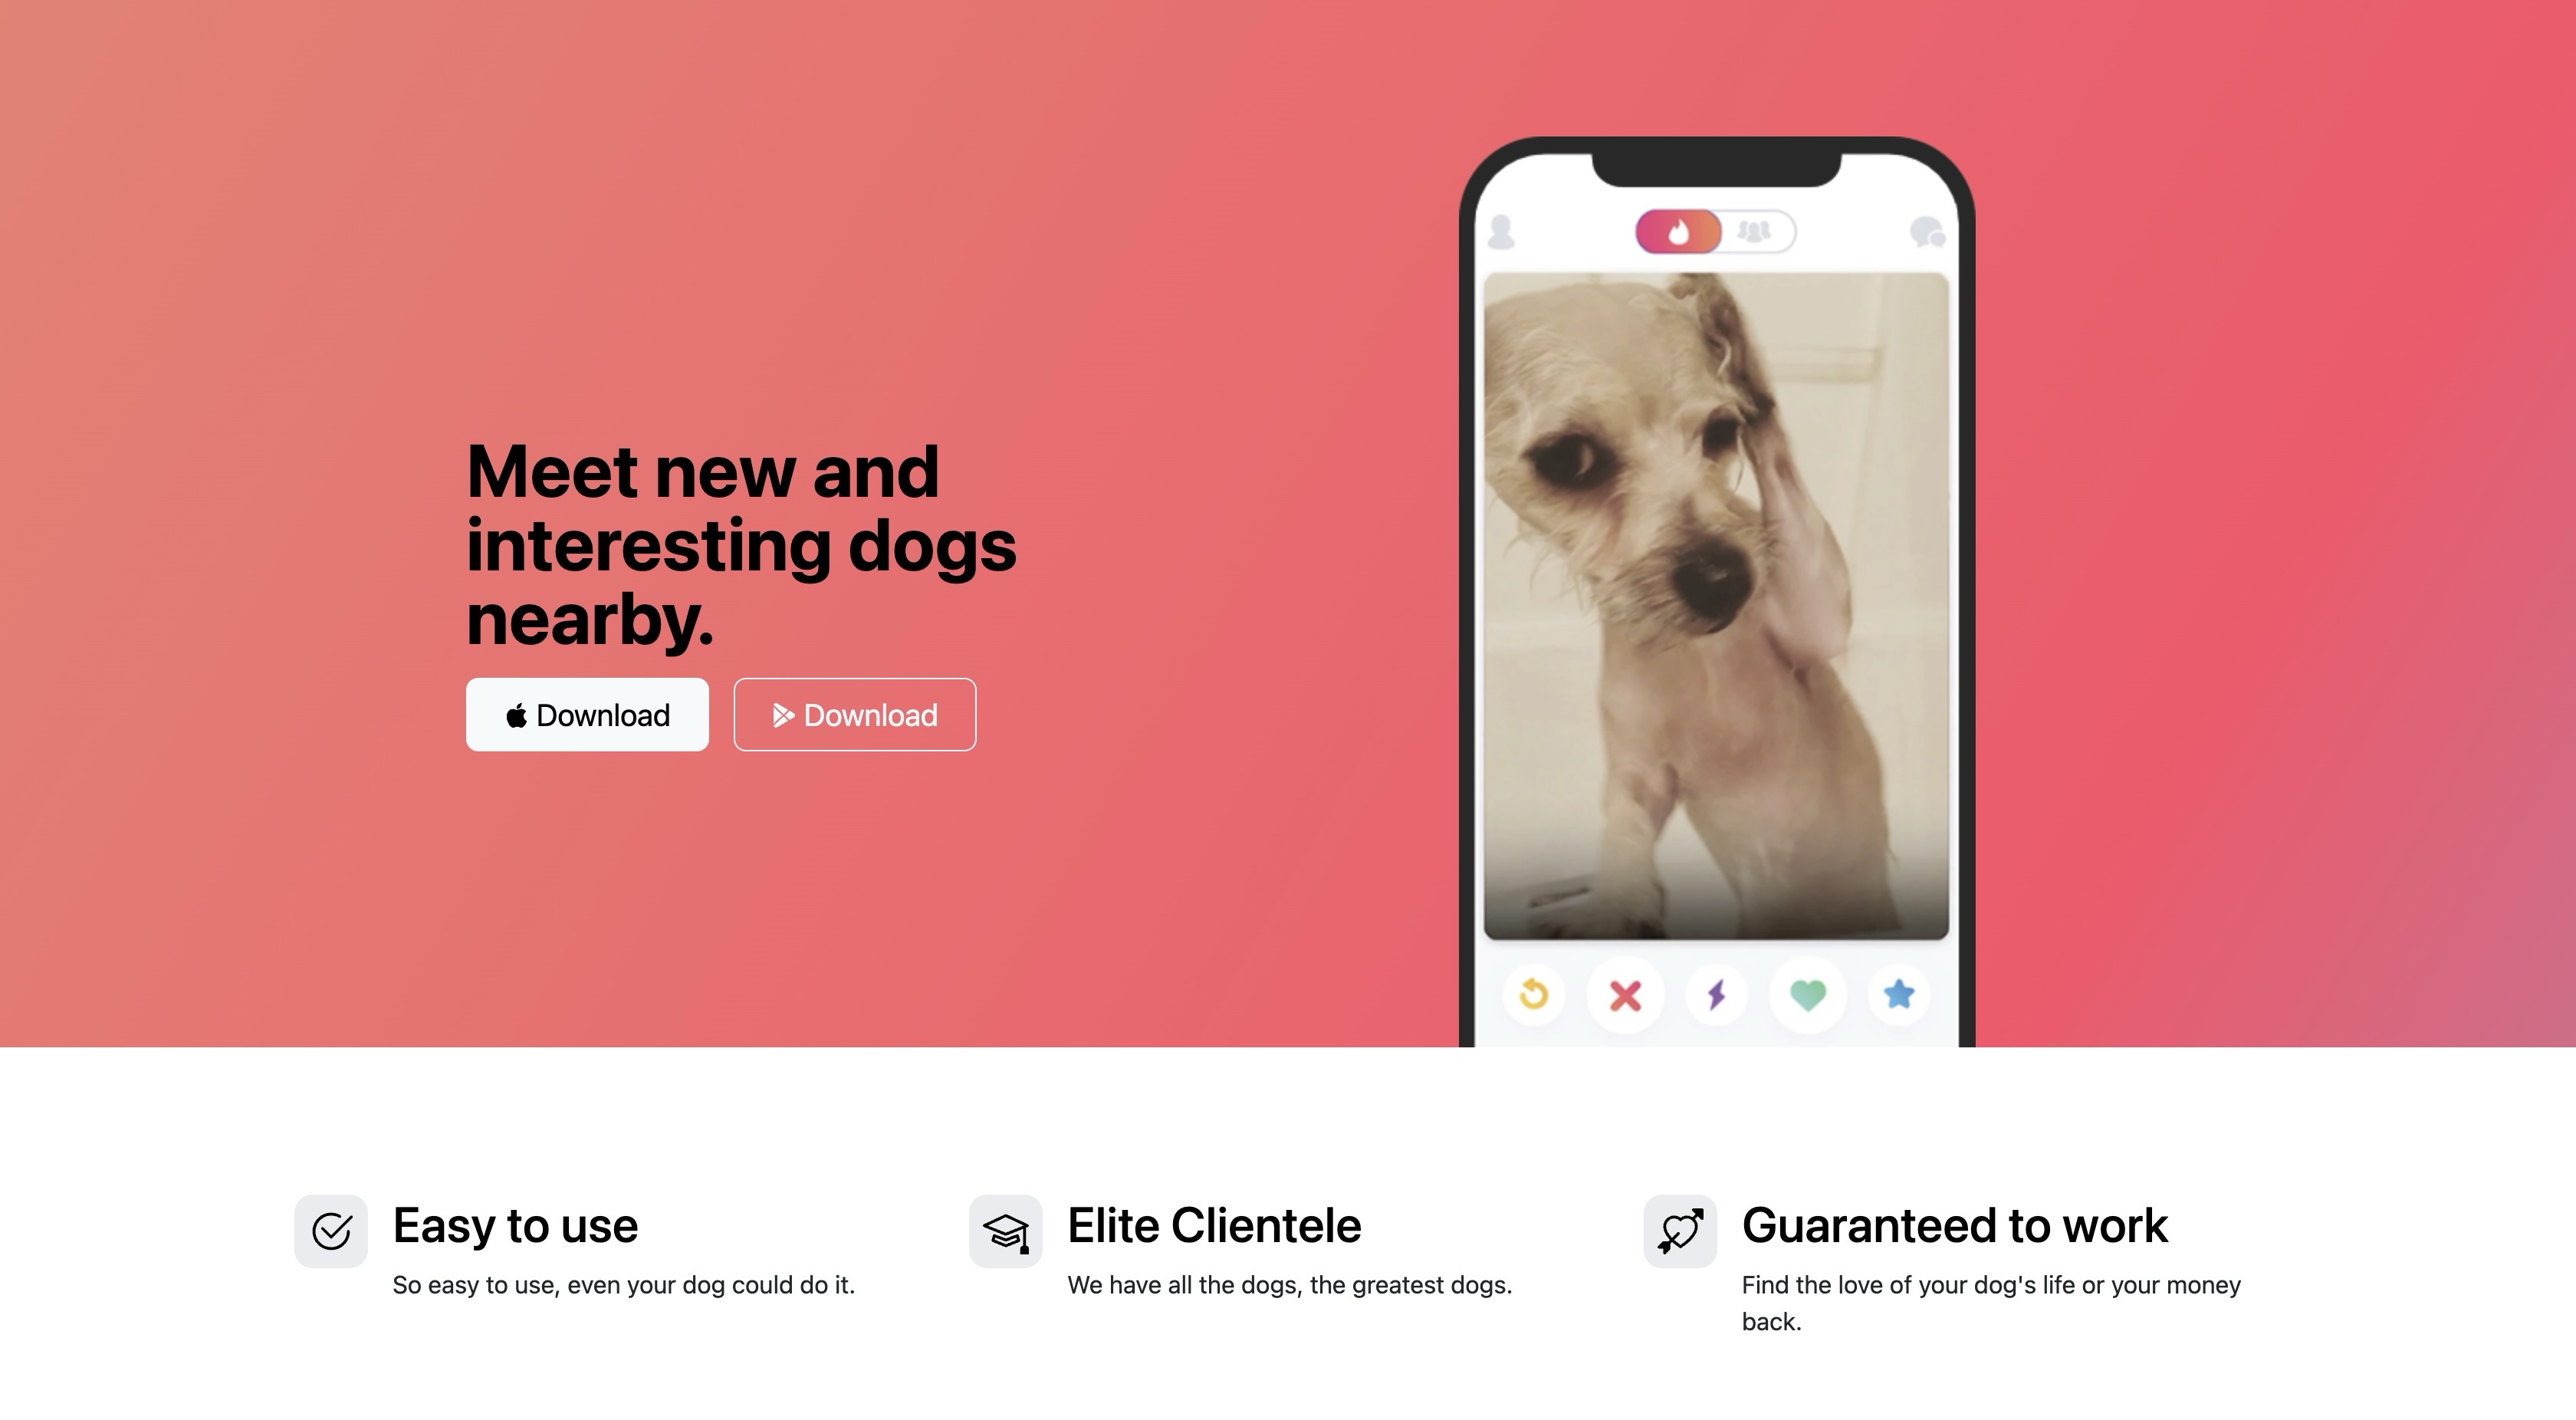 Meet new and
interesting dogs
nearby.
Download
Download
Easy to use
So easy to use, even your dog could do it.
Elite Clientele
We have all the dogs, the greatest dogs.
Guaranteed to work
Find the love of your dog's life or your money
back.